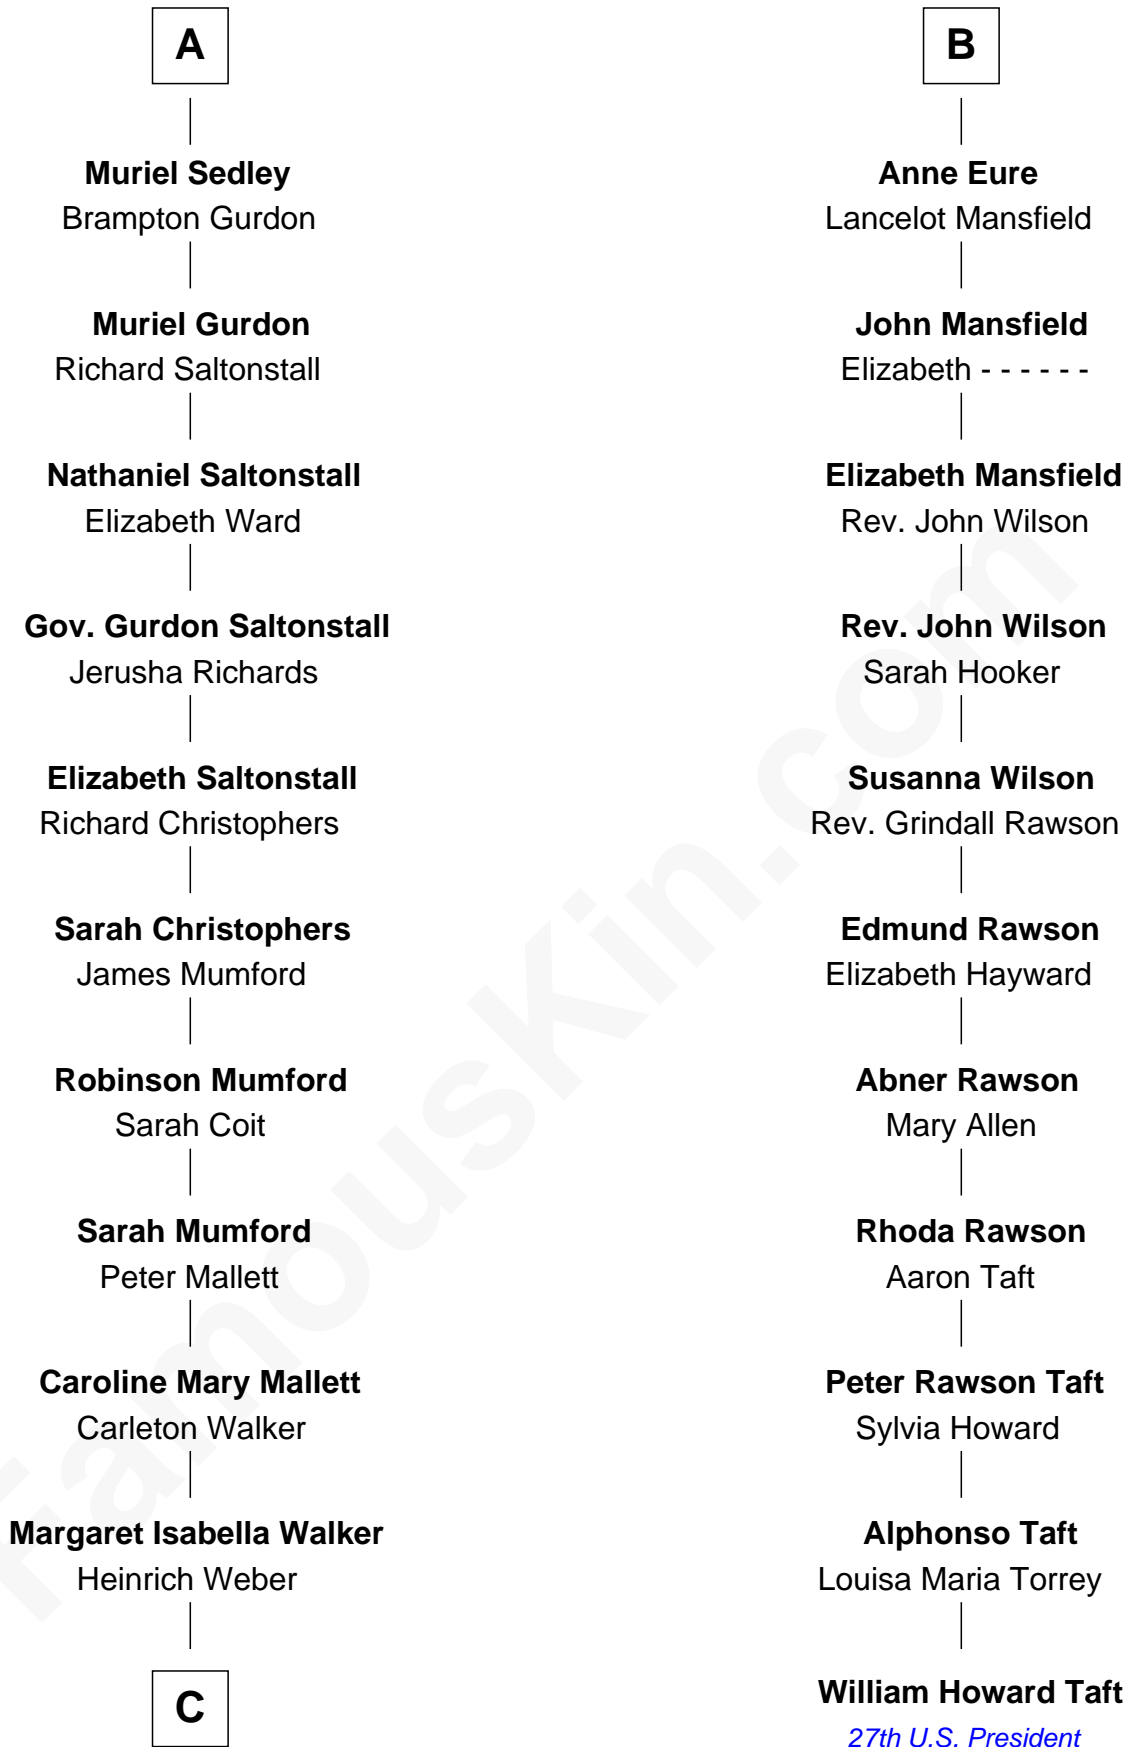 A
Muriel Sedley
Brampton Gurdon
Muriel Gurdon
Richard Saltonstall
Nathaniel Saltonstall
Elizabeth Ward
Gov. Gurdon Saltonstall
Jerusha Richards
Elizabeth Saltonstall
Richard Christophers
Sarah Christophers
James Mumford
Robinson Mumford
Sarah Coit
Sarah Mumford
Peter Mallett
Caroline Mary Mallett
Carleton Walker
Margaret Isabella Walker
Heinrich Weber
C
B
Anne Eure
Lancelot Mansfield
John Mansfield
Elizabeth - - - - - -
Elizabeth Mansfield
Rev. John Wilson
Rev. John Wilson
Sarah Hooker
Susanna Wilson
Rev. Grindall Rawson
Edmund Rawson
Elizabeth Hayward
Abner Rawson
Mary Allen
Rhoda Rawson
Aaron Taft
Peter Rawson Taft
Sylvia Howard
Alphonso Taft
Louisa Maria Torrey
William Howard Taft
27th U.S. President
FamousKin.com